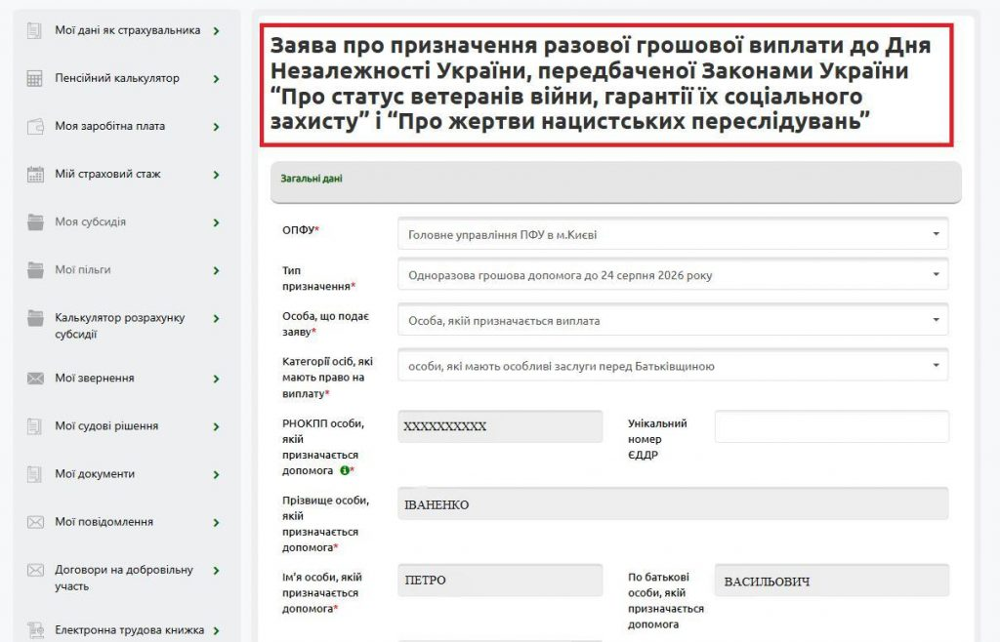 Мої дані як страхувальника
Пенсійний калькулятор
Моя заробітна плата
Мій страховий стаж
Моя субсидія
Мої пільги
Калькулятор розрахунку
субсидії
Мої звернення
Мої судові рішення
Мої документи
Мої повідомлення
Договори на добровільну
участь
Електронна трудова книжка
Заява про призначення разової грошової виплати до Дня
Незалежності України, передбаченої Законами України
“Про статус ветеранів війни, гарантії їх соціального
захисту” і “Про жертви нацистських переслідувань”
Загальні дані
ОПФУ*
Головне управління ПФУ в м.Києві
Тип
призначення*
Одноразова грошова допомога до 24 серпня 2026 року
Особа, що подає
заяву*
Особа, якій призначається виплата
Категорії осіб, які
мають право на
виплату*
особи, які мають особливі заслуги перед Батьківщиною
РНОКПП особи,
якій
призначається
допомога *
XXXXXXXXXX
Унікальний
номер
ЄДДР
Прізвище особи,
якій
призначається
допомога*
ІВАНЕНКО
Ім'я особи, якій
призначається
допомога*
ПЕТРО
По батькові
особи, якій
призначається
допомога
ВАСИЛЬОВИЧ